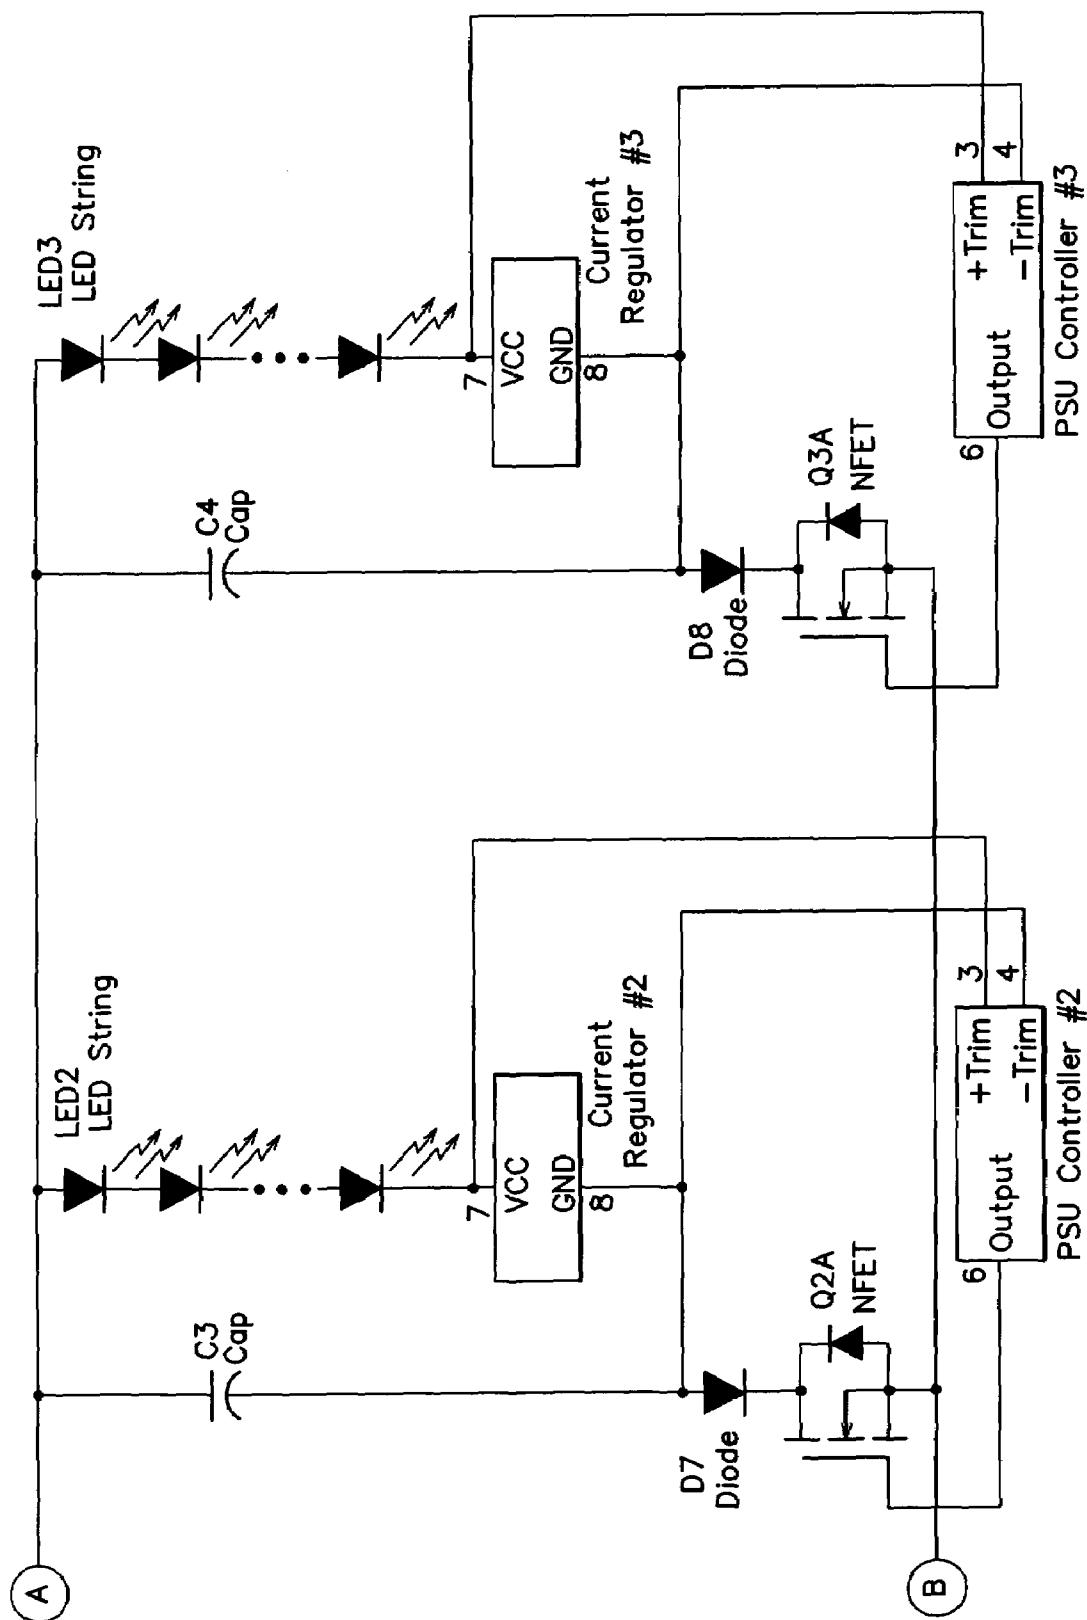 A
B
C3
Cap
LED2
LED String
7
VCC
GND
8
Current
Regulator #2
D7
Diode
Q2A
NFET
6
Output
+Trim
-Trim
3
4
PSU Controller #2
C4
Cap
LED3
LED String
7
VCC
GND
8
Current
Regulator #3
D8
Diode
Q3A
NFET
6
Output
+Trim
-Trim
3
4
PSU Controller #3